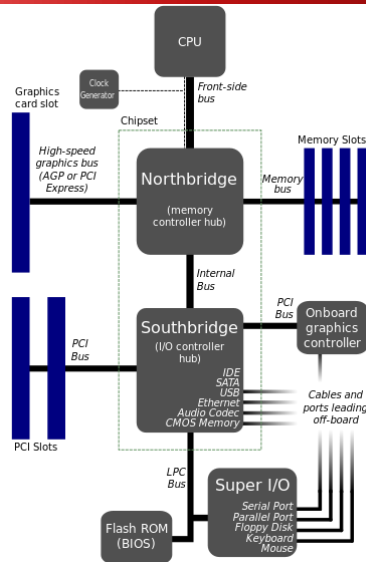 CPU
Clock
Generator
Front-side
bus
Graphics
card slot
Chipset
High-speed
graphics bus
(AGP or PCI
Express)
Northbridge
(memory
controller hub)
Memory
bus
Memory Slots
Internal
Bus
PCI
Bus
Southbridge
(I/O controller
hub)
PCI
Bus
Onboard
graphics
controller
IDE
SATA
USB
Ethernet
Audio Codec
CMOS Memory
Cables and
ports leading
off-board
PCI Slots
LPC
Bus
Super I/O
Serial Port
Parallel Port
Floppy Disk
Keyboard
Mouse
Flash ROM
(BIOS)